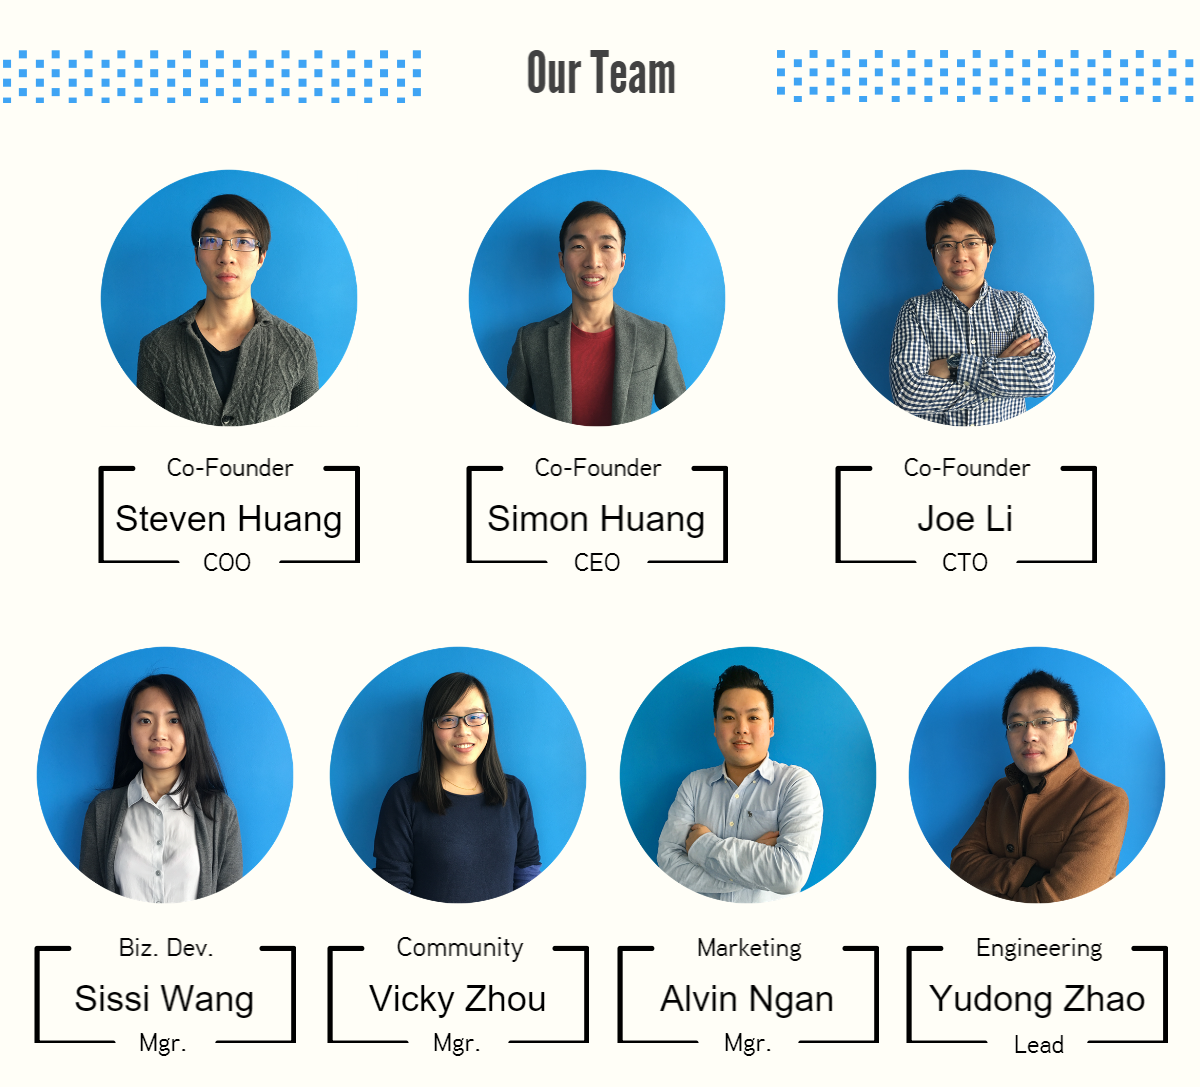 Our Team
Co-Founder
Steven Huang
COO
Co-Founder
Simon Huang
CEO
Co-Founder
Joe Li
CTO
Biz. Dev.
Sissi Wang
Mgr.
Community
Vicky Zhou
Mgr.
Marketing
Alvin Ngan
Mgr.
Engineering
Yudong Zhao
Lead